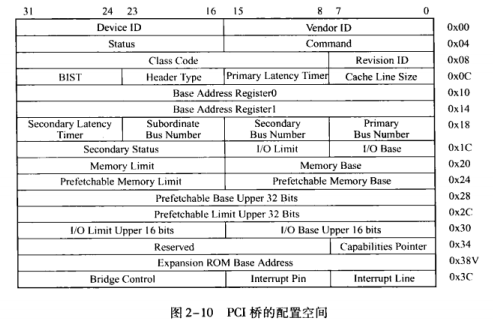 31 24 23 16 15 8 7 0
Device ID Vendor ID 0x00
Status Command 0x04
Class Code Revision ID 0x08
BIST Header Type Primary Latency Timer Cache Line Size 0x0C
Base Address Register0 0x10
Base Address Register1 0x14
Secondary Latency Timer Subordinate Bus Number Secondary Bus Number Primary Bus Number 0x18
Secondary Status I/O Limit I/O Base 0x1C
Memory Limit Memory Base 0x20
Prefetchable Memory Limit Prefetchable Memory Base 0x24
Prefetchable Base Upper 32 Bits 0x28
Prefetchable Limit Upper 32 Bits 0x2C
I/O Limit Upper 16 bits I/O Base Upper 16 bits 0x30
Reserved Capabilities Pointer 0x34
Expansion ROM Base Address 0x38V
Bridge Control Interrupt Pin Interrupt Line 0x3C
图 2-10 PCI 桥的配置空间